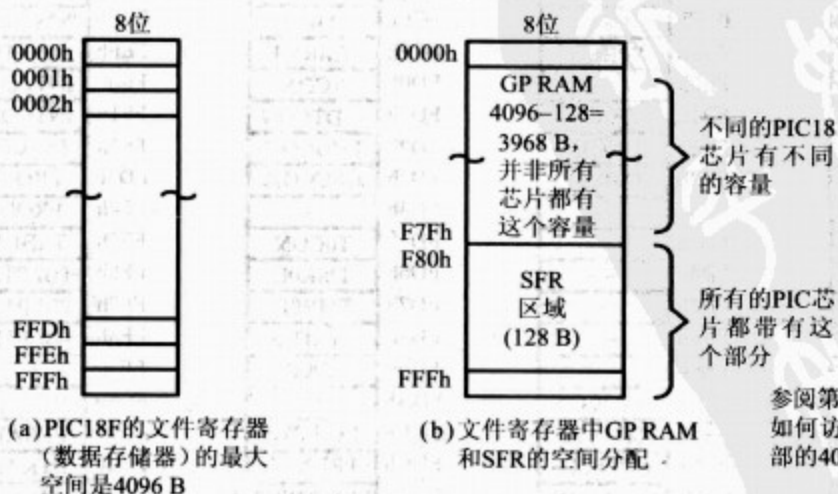 8位
0000h
0001h
0002h
FFDh
FFEh
FFFh
(a)PIC18F的文件寄存器
(数据存储器)的最大
空间是4096 B
8位
0000h
GP RAM
4096–128=
3968 B,
并非所有
芯片都有
这个容量
F7Fh
F80h
SFR
区域
(128 B)
FFFh
(b)文件寄存器中GP RAM
和SFR的空间分配
不同的PIC18
芯片有不同
的容量
所有的PIC芯
片都带有这
个部分
参阅第
如何访
部的40